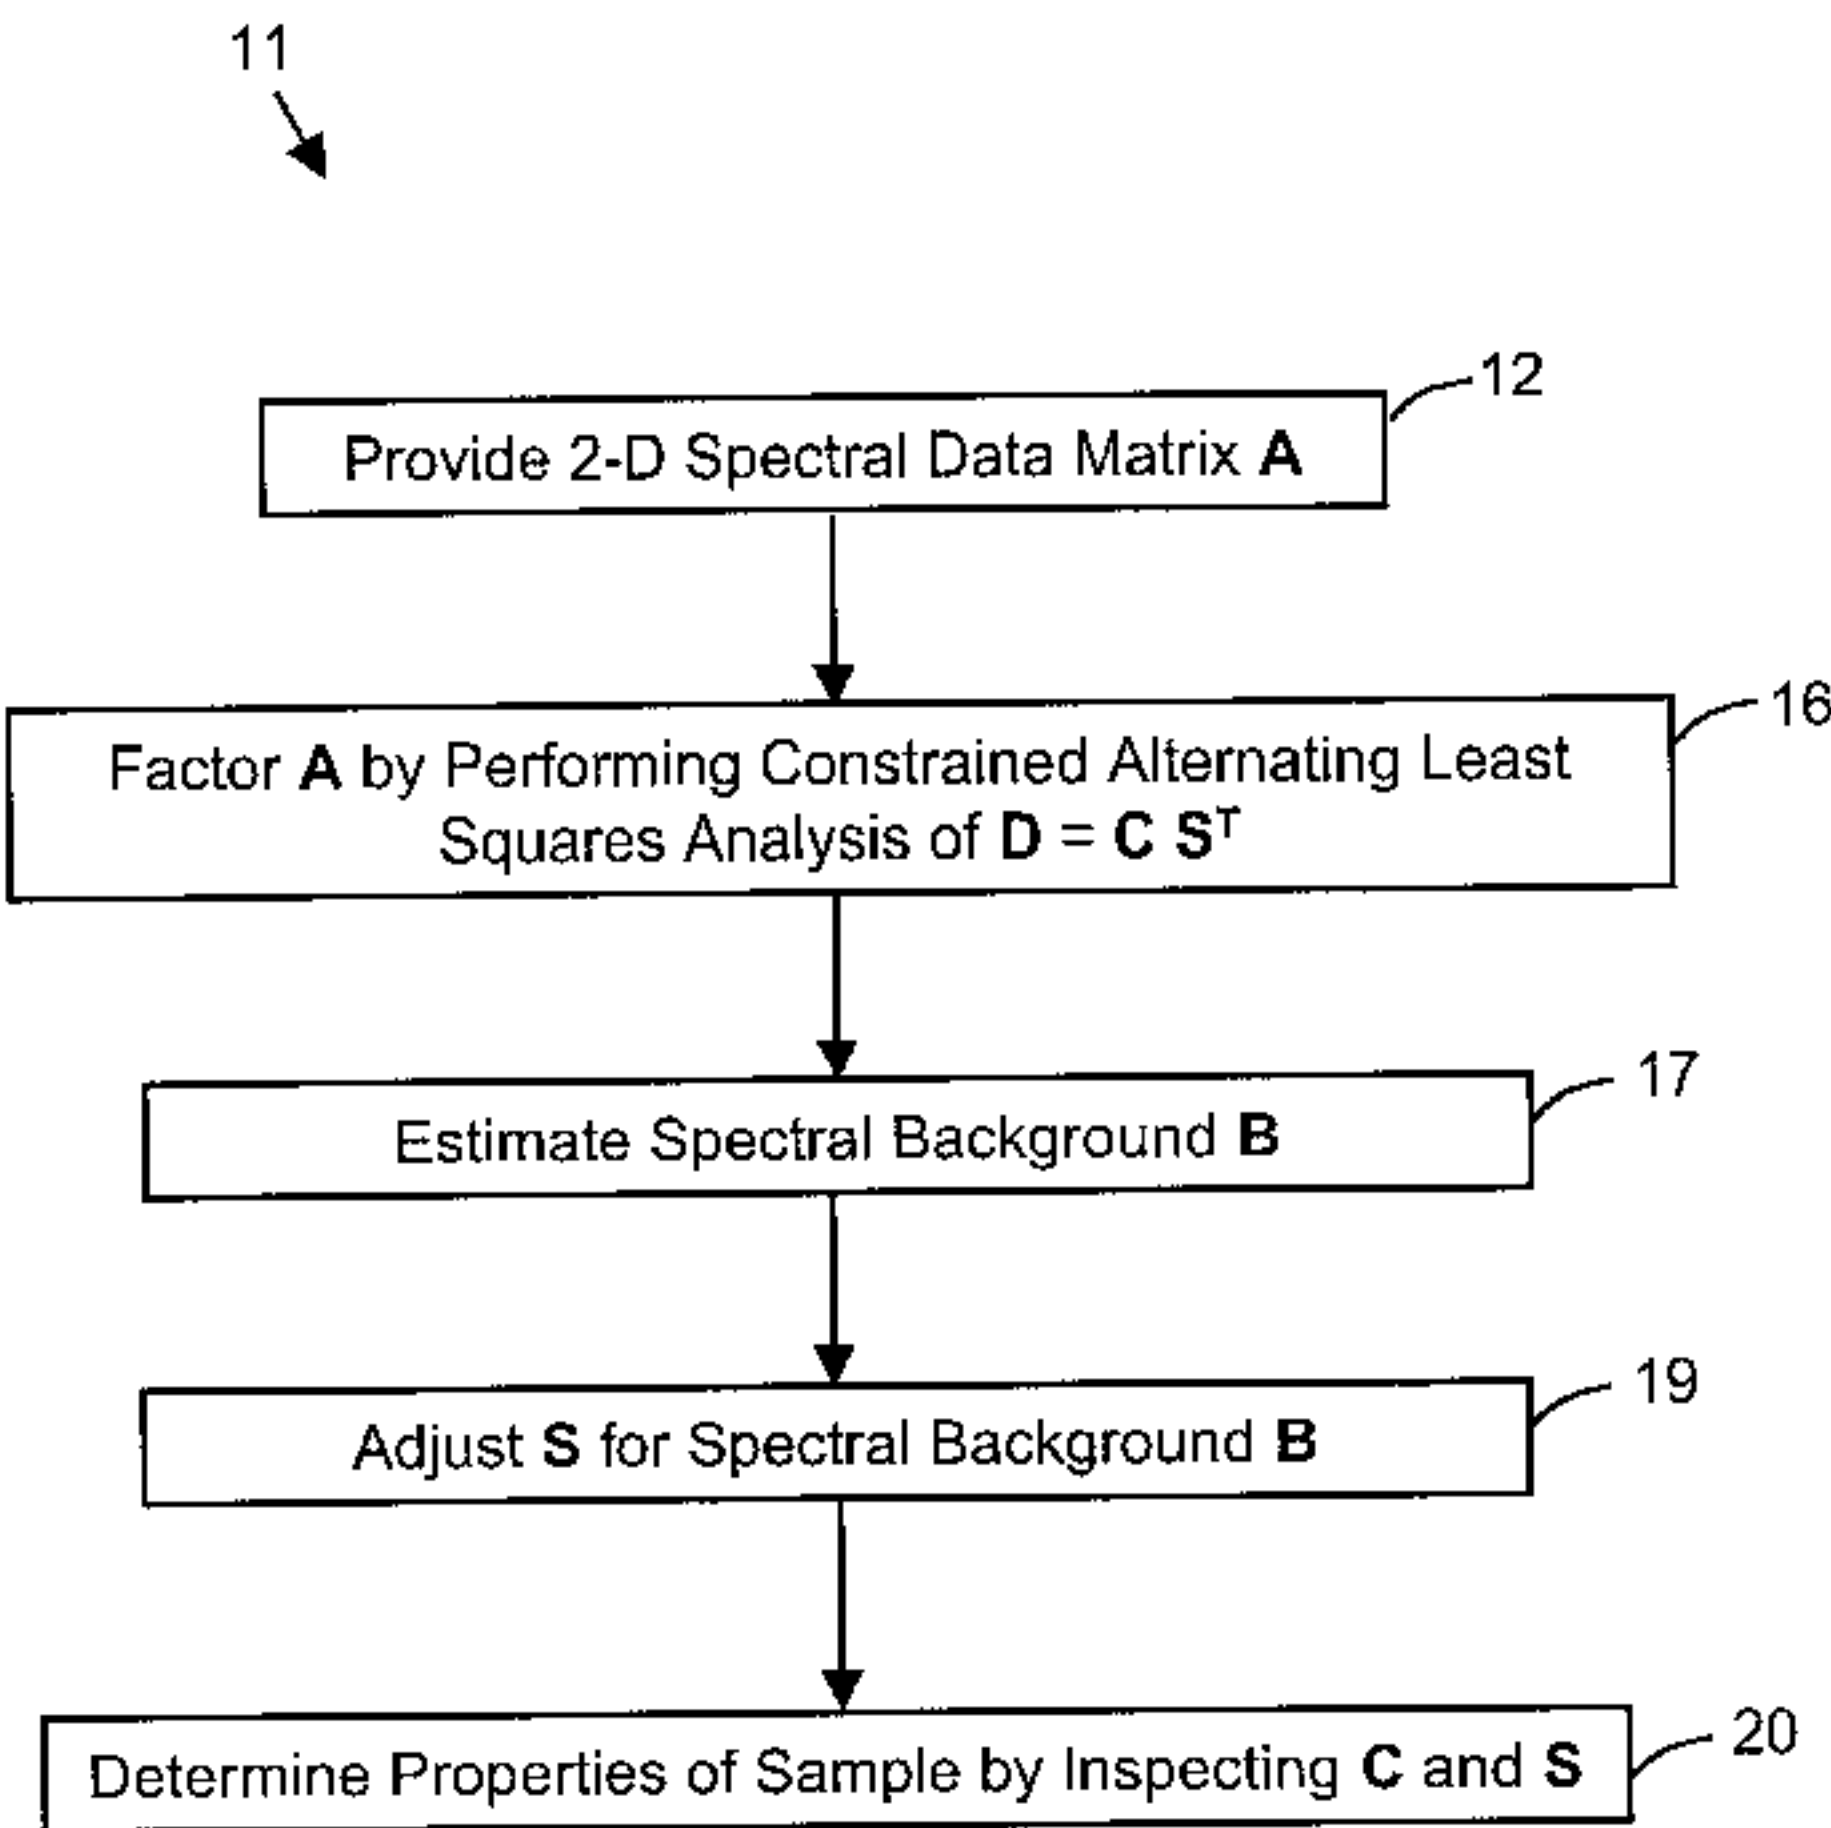 11
12
Provide 2-D Spectral Data Matrix A
16
Factor A by Performing Constrained Alternating Least
Squares Analysis of D = C Sᵀ
17
Estimate Spectral Background B
19
Adjust S for Spectral Background B
20
Determine Properties of Sample by Inspecting C and S